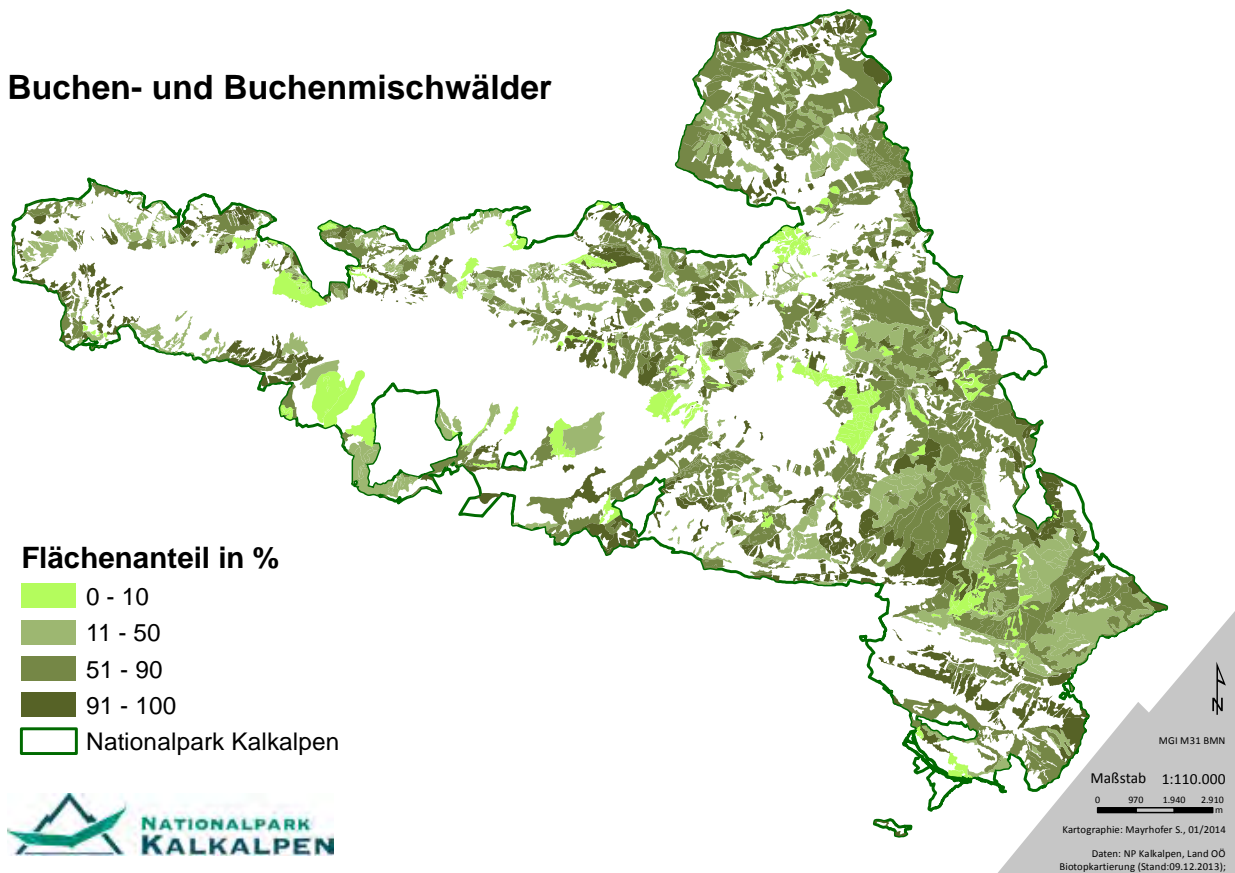 Buchen- und Buchenmischwälder
Flächenanteil in %
0 - 10
11 - 50
51 - 90
91 - 100
Nationalpark Kalkalpen
NATIONALPARK
KALKALPEN
N
MGI M31 BMN
Maßstab 1:110.000
0 970 1.940 2.910
m
Kartographie: Mayrhofer S., 01/2014
Daten: NP Kalkalpen, Land OÖ
Biotopkartierung (Stand:09.12.2013);